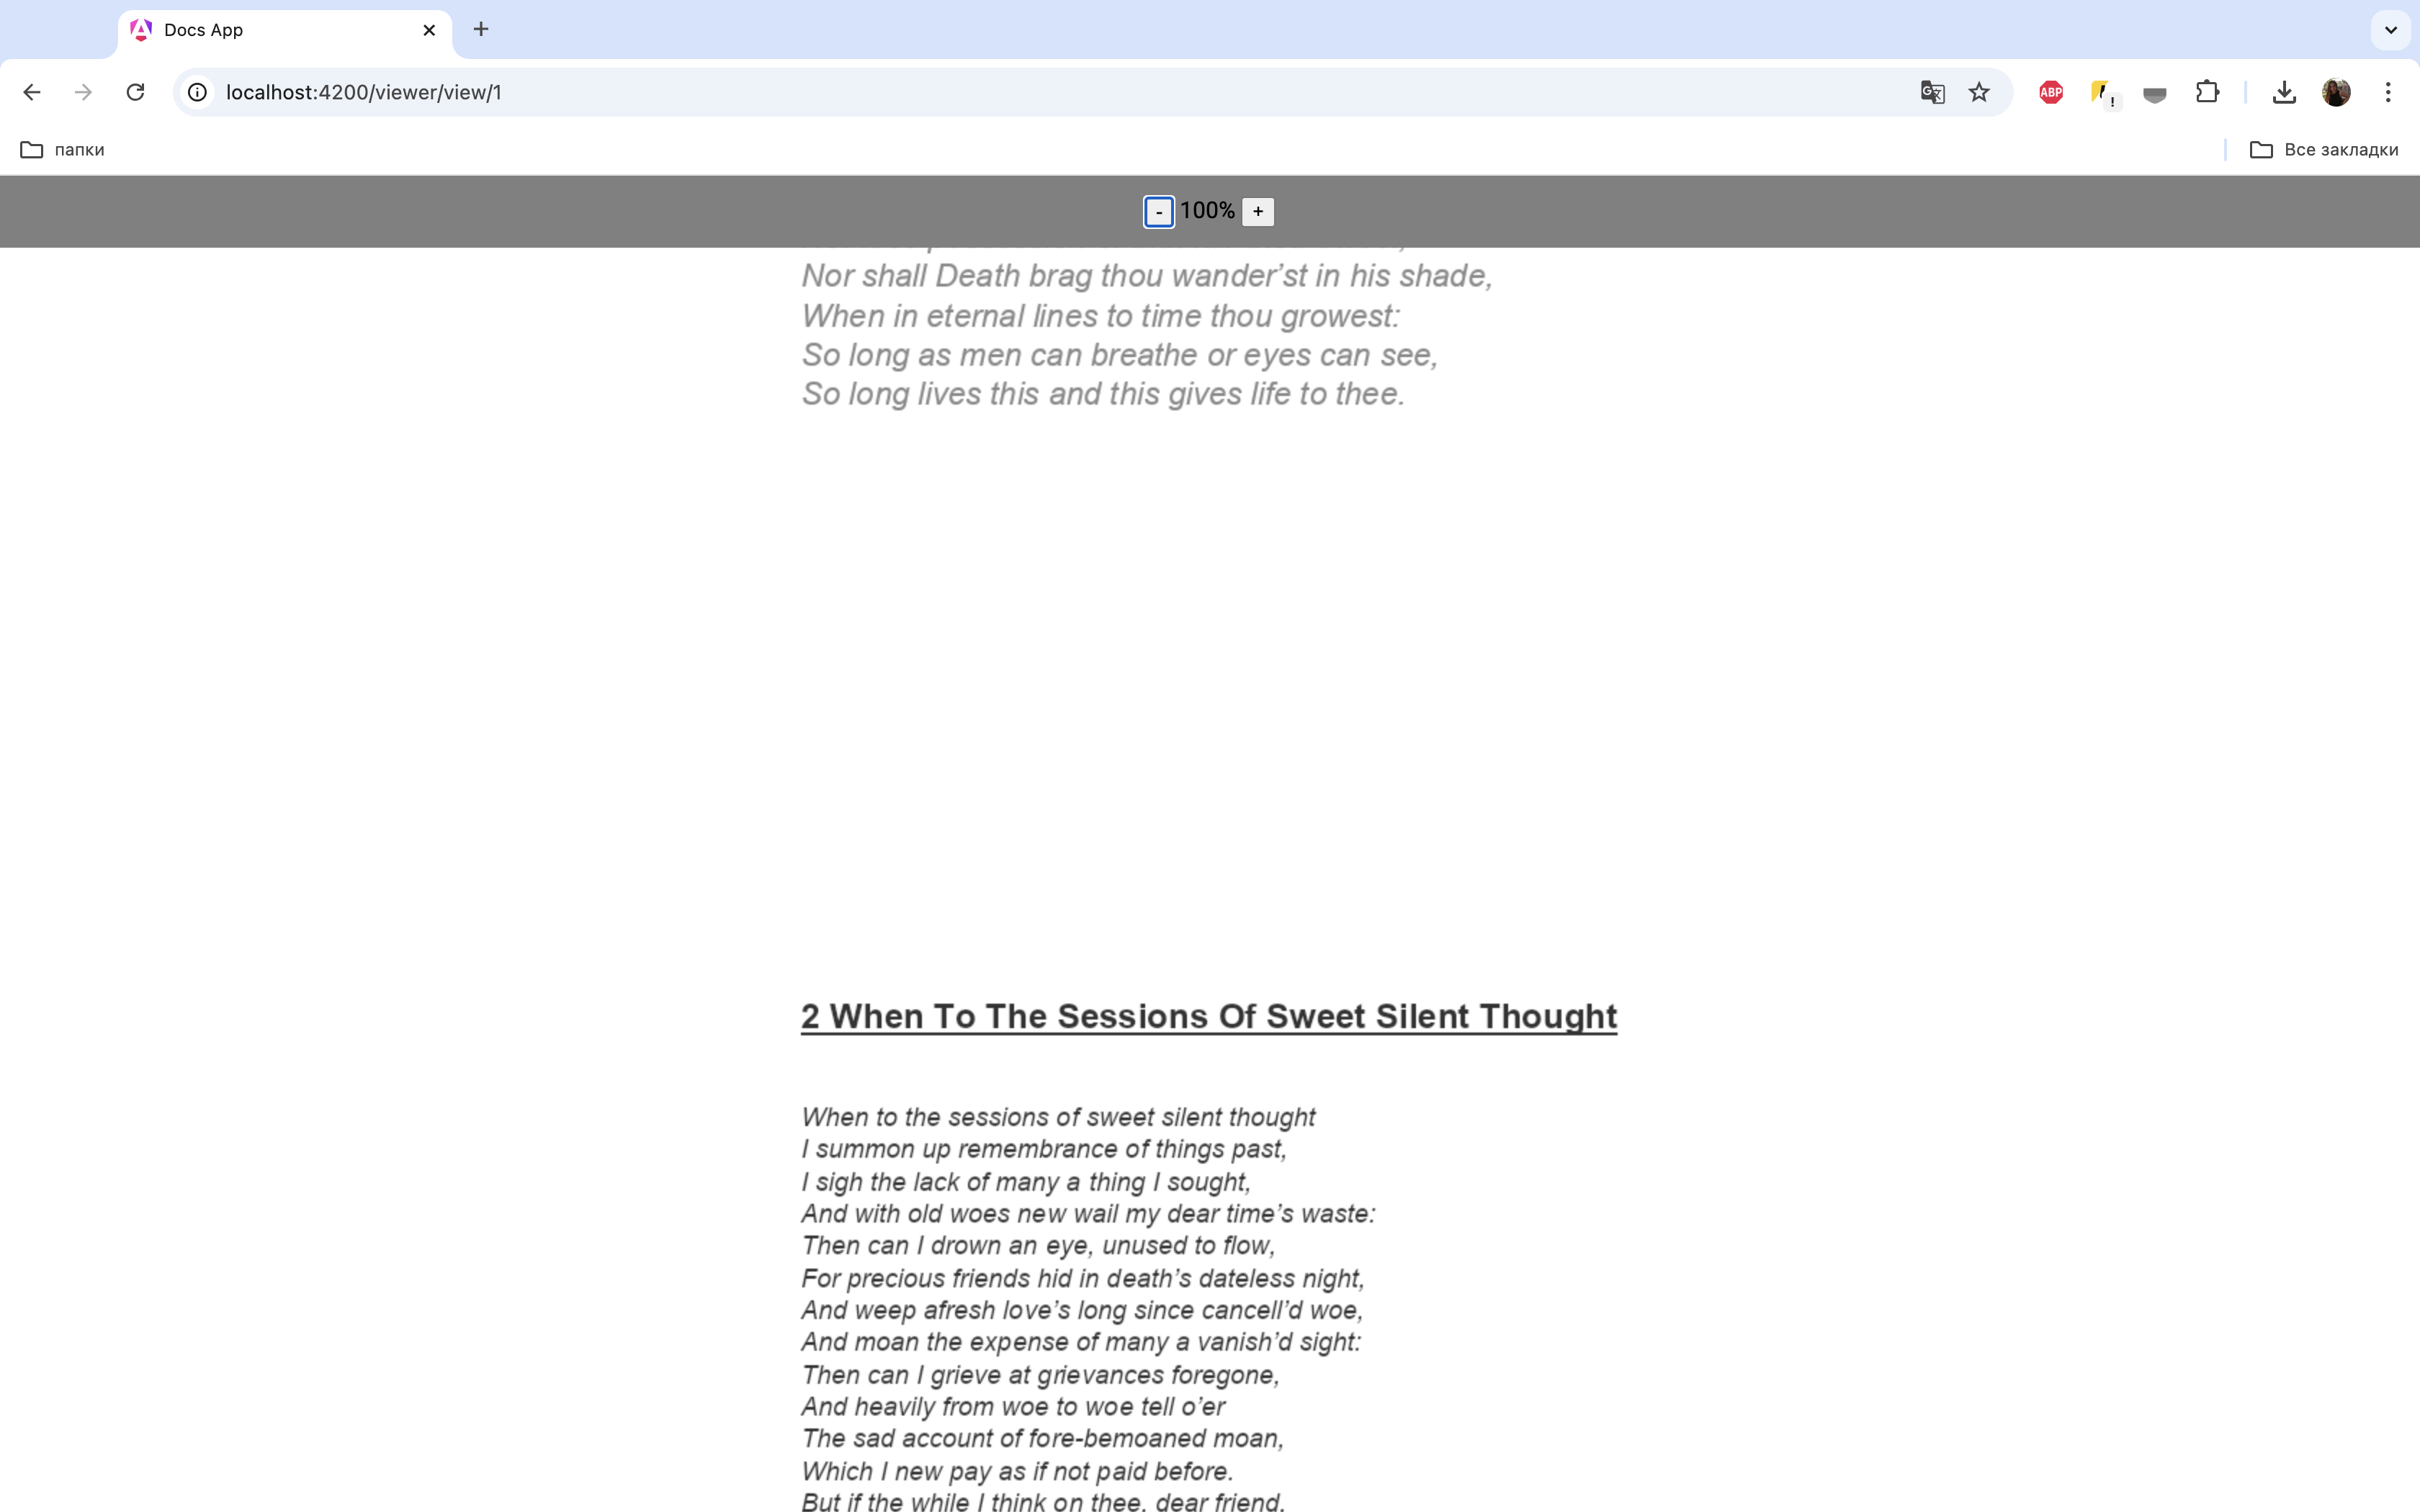 Docs App
localhost:4200/viewer/view/1
ABP
!
папки
Все закладки
- 100% +
Nor shall Death brag thou wander’st in his shade,
When in eternal lines to time thou growest:
So long as men can breathe or eyes can see,
So long lives this and this gives life to thee.
2 When To The Sessions Of Sweet Silent Thought
When to the sessions of sweet silent thought
I summon up remembrance of things past,
I sigh the lack of many a thing I sought,
And with old woes new wail my dear time’s waste:
Then can I drown an eye, unused to flow,
For precious friends hid in death’s dateless night,
And weep afresh love’s long since cancell’d woe,
And moan the expense of many a vanish’d sight:
Then can I grieve at grievances foregone,
And heavily from woe to woe tell o’er
The sad account of fore-bemoaned moan,
Which I new pay as if not paid before.
But if the while I think on thee, dear friend,